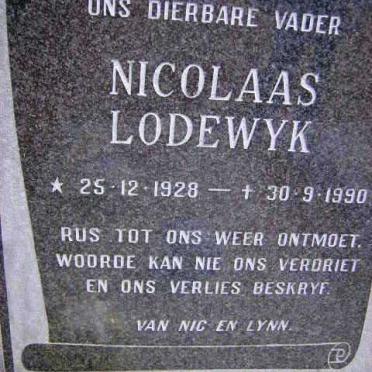 ONS DIERBARE VADER
NICOLAAS
LODEWYK
★ 25·12·1928 — † 30·9·1990
RUS TOT ONS WEER ONTMOET.
WOORDE KAN NIE ONS VERDRIET
EN ONS VERLIES BESKRYF.
VAN NIC EN LYNN.